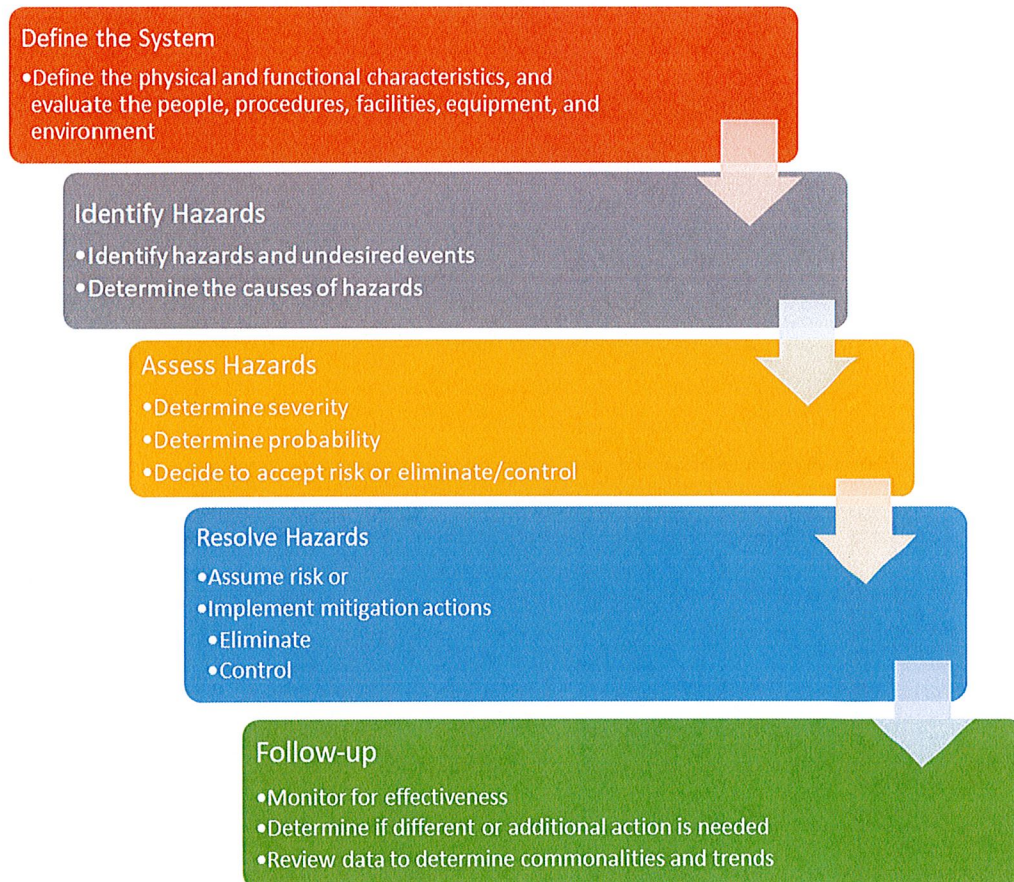 Define the System
•Define the physical and functional characteristics, and
evaluate the people, procedures, facilities, equipment, and
environment
Identify Hazards
•Identify hazards and undesired events
•Determine the causes of hazards
Assess Hazards
•Determine severity
•Determine probability
•Decide to accept risk or eliminate/control
Resolve Hazards
•Assume risk or
•Implement mitigation actions
•Eliminate
•Control
Follow-up
•Monitor for effectiveness
•Determine if different or additional action is needed
•Review data to determine commonalities and trends